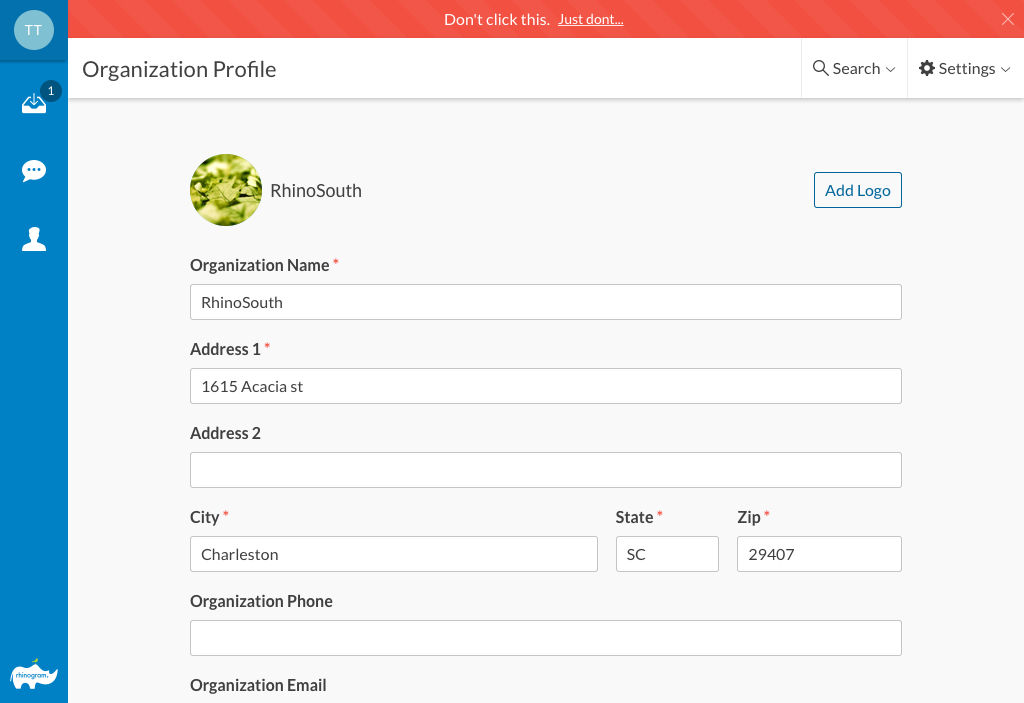 TT
Don't click this. Just dont...
1
Organization Profile
Search
Settings
RhinoSouth
Add Logo
Organization Name *
RhinoSouth
Address 1 *
1615 Acacia st
Address 2
City * State * Zip *
Charleston SC 29407
Organization Phone
rhinogram
Organization Email